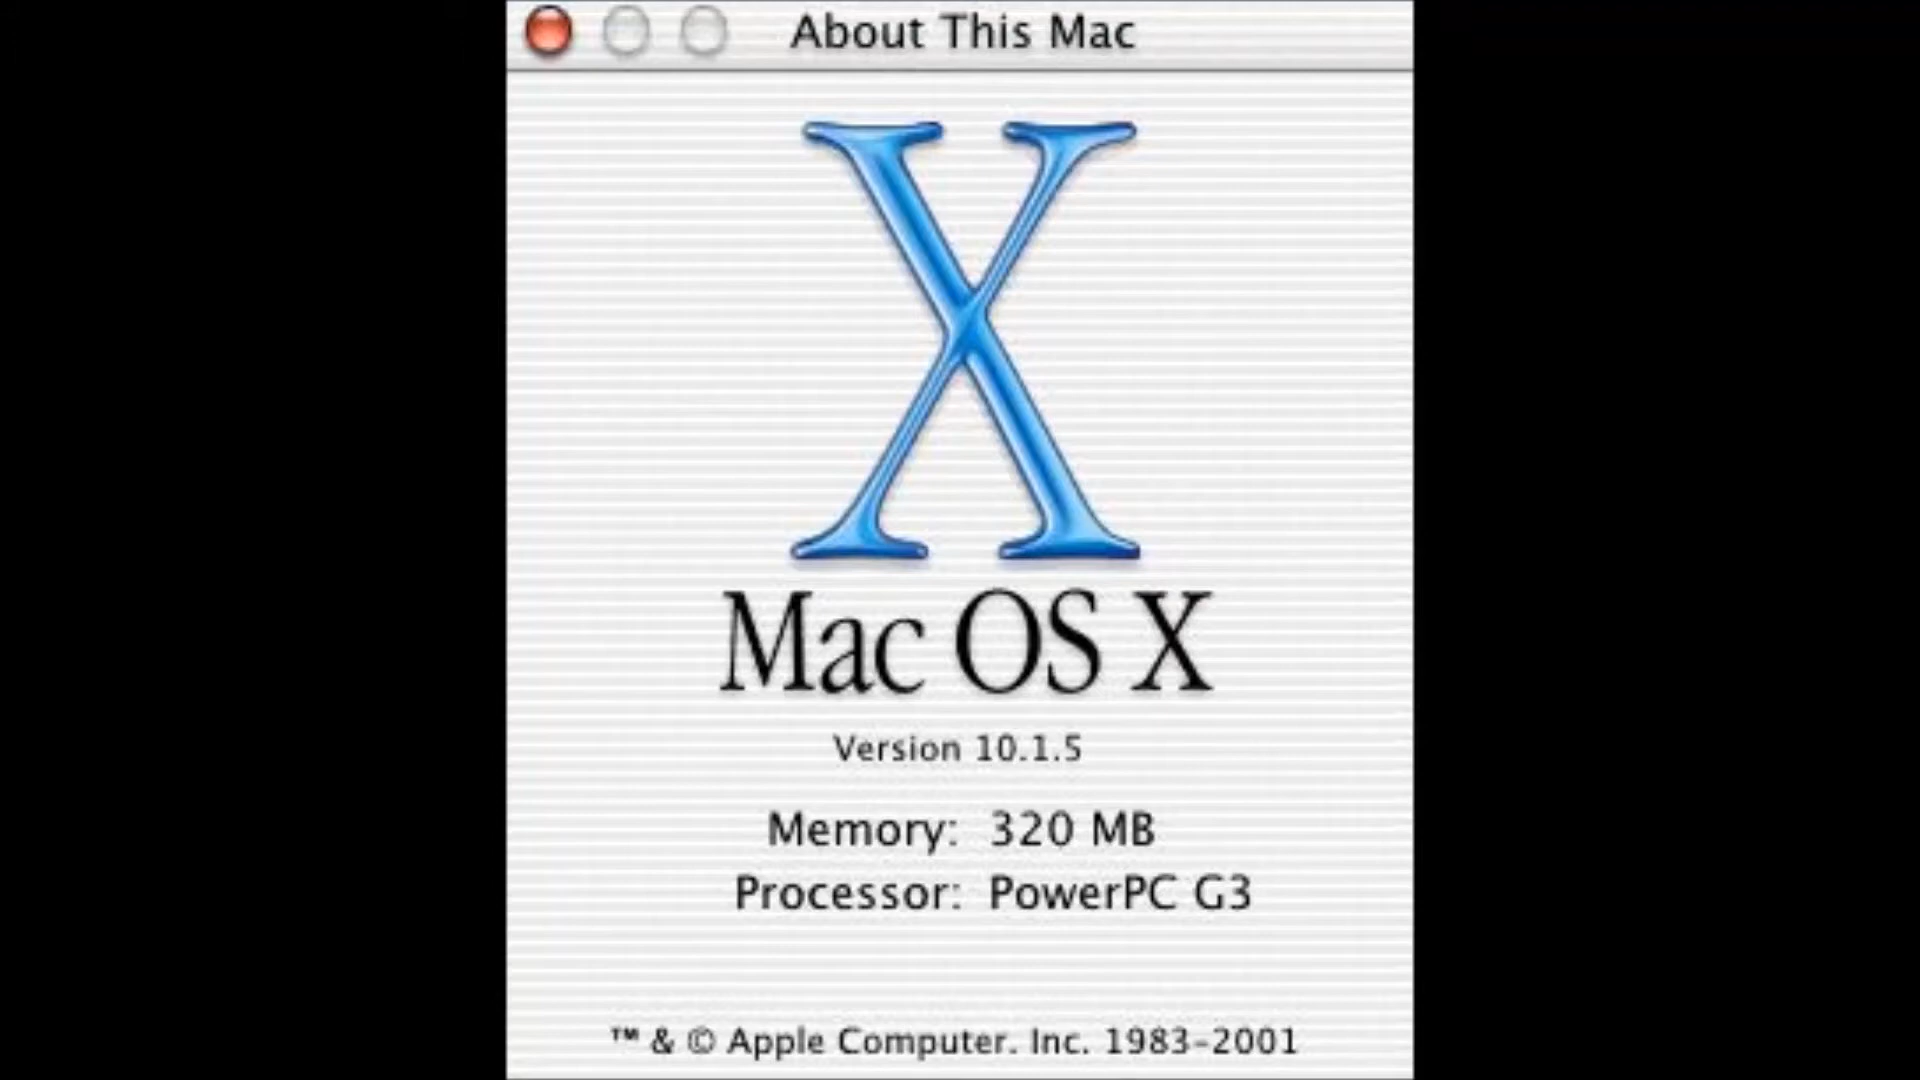 About This Mac
X
Mac OS X
Version 10.1.5
Memory: 320 MB
Processor: PowerPC G3
™ & © Apple Computer. Inc. 1983-2001